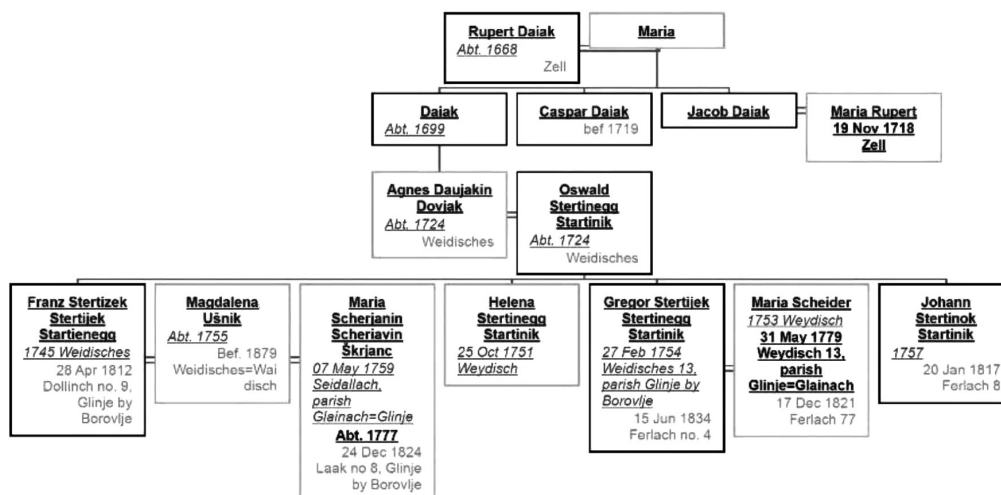 Rupert Daiak
Abt. 1668
Zell
Maria
Daiak
Abt. 1699
Caspar Daiak
bef 1719
Jacob Daiak
Maria Rupert
19 Nov 1718
Zell
Agnes Daujakin
Dovjak
Abt. 1724
Weidisches
Oswald
Stertinegg
Startinik
Abt. 1724
Weidisches
Franz Stertizek
Stertijek
Startienegg
1745 Weidisches
28 Apr 1812
Dollinch no. 9,
Glinje by
Borovlje
Magdalena
Ušnik
Abt. 1755
Bef. 1879
Weidisches=Wai
disch
Maria
Scherjanin
Scheriavin
Škrjanc
07 May 1759
Seidallach,
parish
Glainach=Glinje
Abt. 1777
24 Dec 1824
Laak no 8, Glinje
by Borovlje
Helena
Stertinegg
Startinik
25 Oct 1751
Weydisch
Gregor Stertijek
Stertinegg
Startinik
27 Feb 1754
Weidisches 13,
parish Glinje by
Borovlje
15 Jun 1834
Ferlach no. 4
Maria Scheider
1753 Weydisch
31 May 1779
Weydisch 13,
parish
Glinje=Glainach
17 Dec 1821
Ferlach 77
Johann
Stertinok
Startinik
1757
20 Jan 1817
Ferlach 8